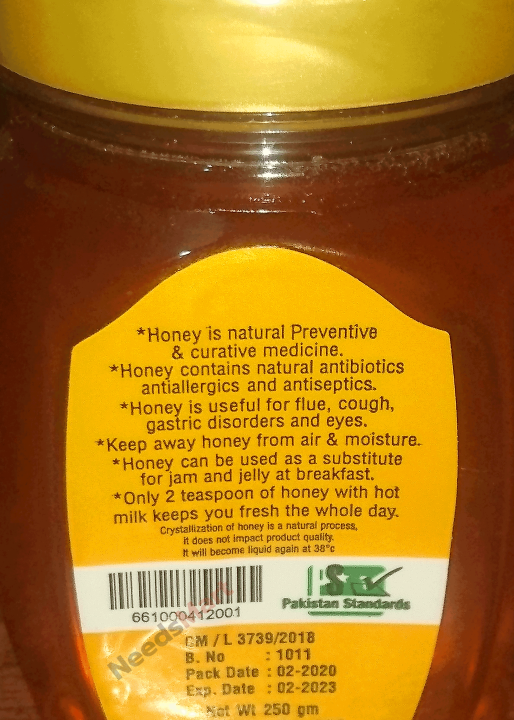 *Honey is natural Preventive
& curative medicine.
*Honey contains natural antibiotics
antiallergics and antiseptics.
*Honey is useful for flue, cough,
gastric disorders and eyes.
*Keep away honey from air & moisture.
*Honey can be used as a substitute
for jam and jelly at breakfast.
*Only 2 teaspoon of honey with hot
milk keeps you fresh the whole day.
Crystallization of honey is a natural process,
it does not impact product quality.
It will become liquid again at 38°c
661000412001
Pakistan Standards
CM / L 3739/2018
B. No : 1011
Pack Date : 02-2020
Exp. Date : 02-2023
Net Wt 250 gm